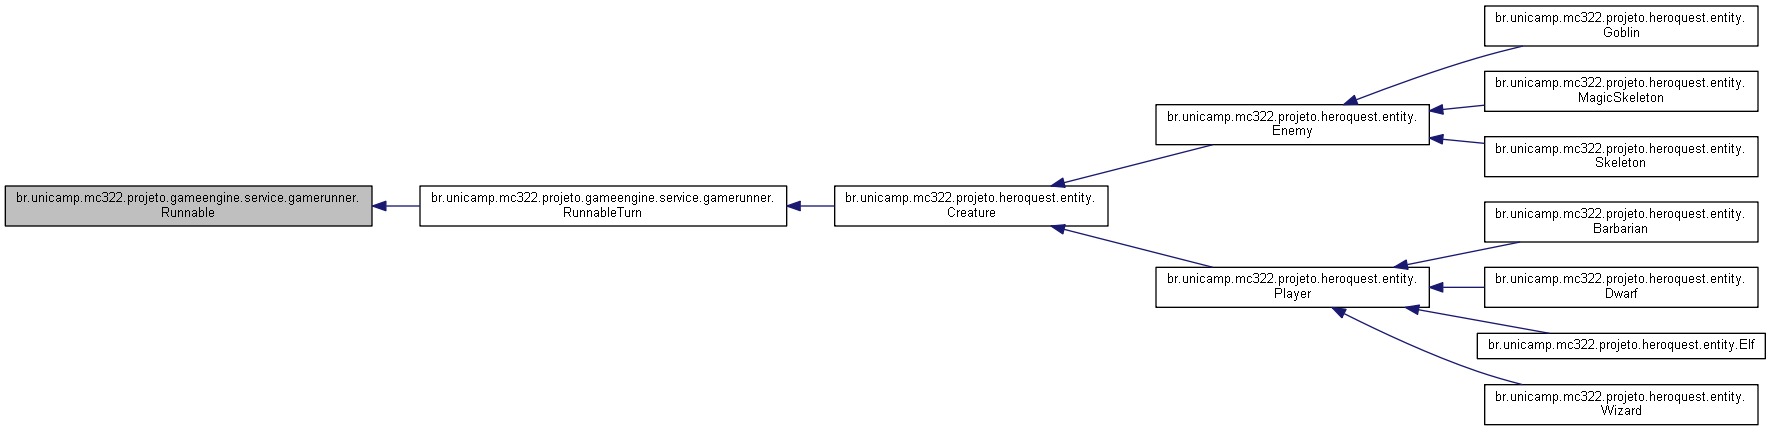 br.unicamp.mc322.projeto.gameengine.service.gamerunner.
Runnable
br.unicamp.mc322.projeto.gameengine.service.gamerunner.
RunnableTurn
br.unicamp.mc322.projeto.heroquest.entity.
Creature
br.unicamp.mc322.projeto.heroquest.entity.
Enemy
br.unicamp.mc322.projeto.heroquest.entity.
Player
br.unicamp.mc322.projeto.heroquest.entity.
Goblin
br.unicamp.mc322.projeto.heroquest.entity.
MagicSkeleton
br.unicamp.mc322.projeto.heroquest.entity.
Skeleton
br.unicamp.mc322.projeto.heroquest.entity.
Barbarian
br.unicamp.mc322.projeto.heroquest.entity.
Dwarf
br.unicamp.mc322.projeto.heroquest.entity.Elf
br.unicamp.mc322.projeto.heroquest.entity.
Wizard